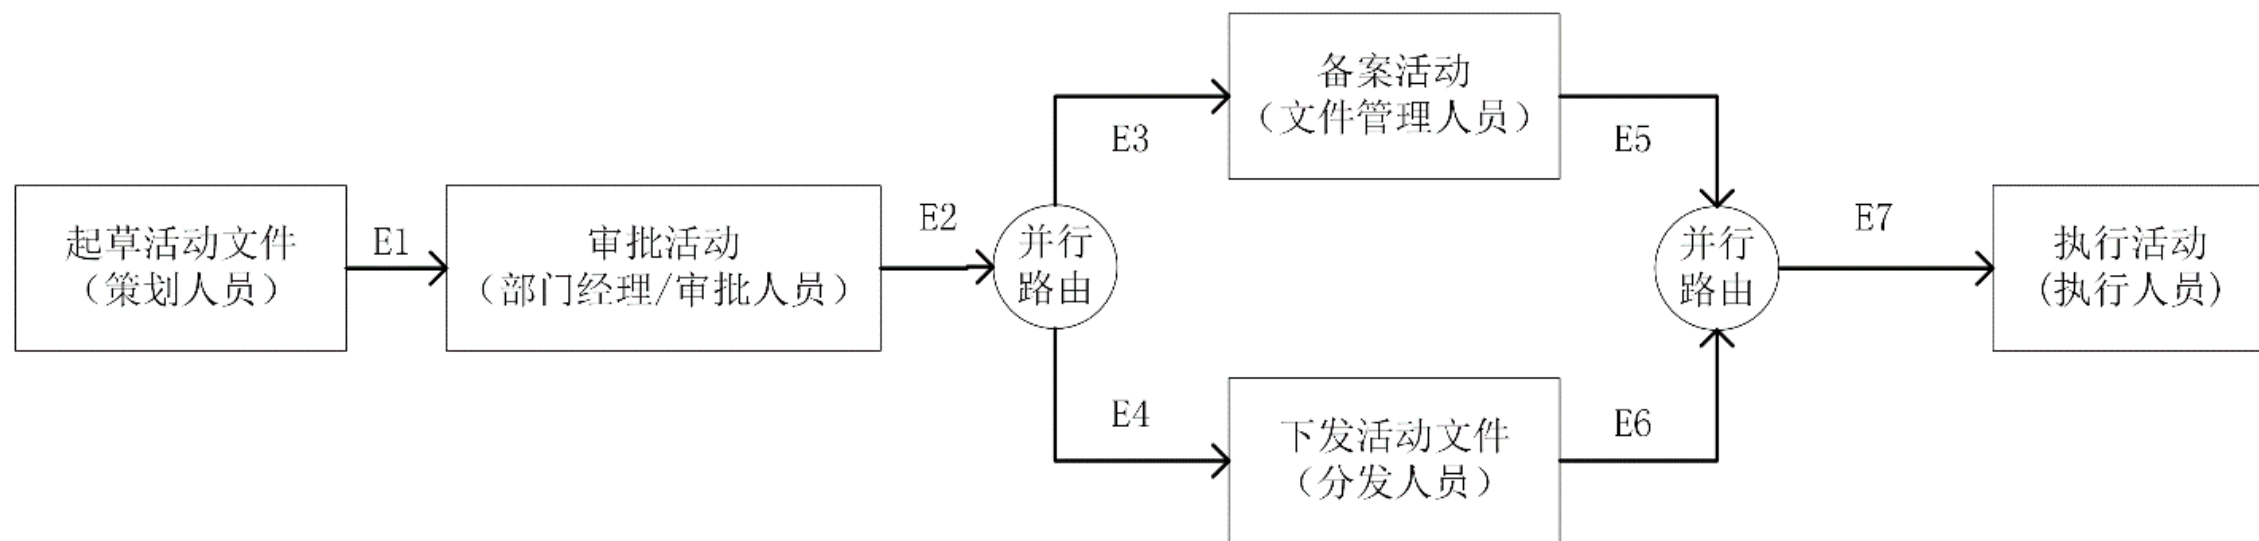 起草活动文件
（策划人员）
E1
审批活动
（部门经理/审批人员）
E2
并行
路由
E3
备案活动
（文件管理人员）
E5
E4
下发活动文件
（分发人员）
E6
并行
路由
E7
执行活动
(执行人员)